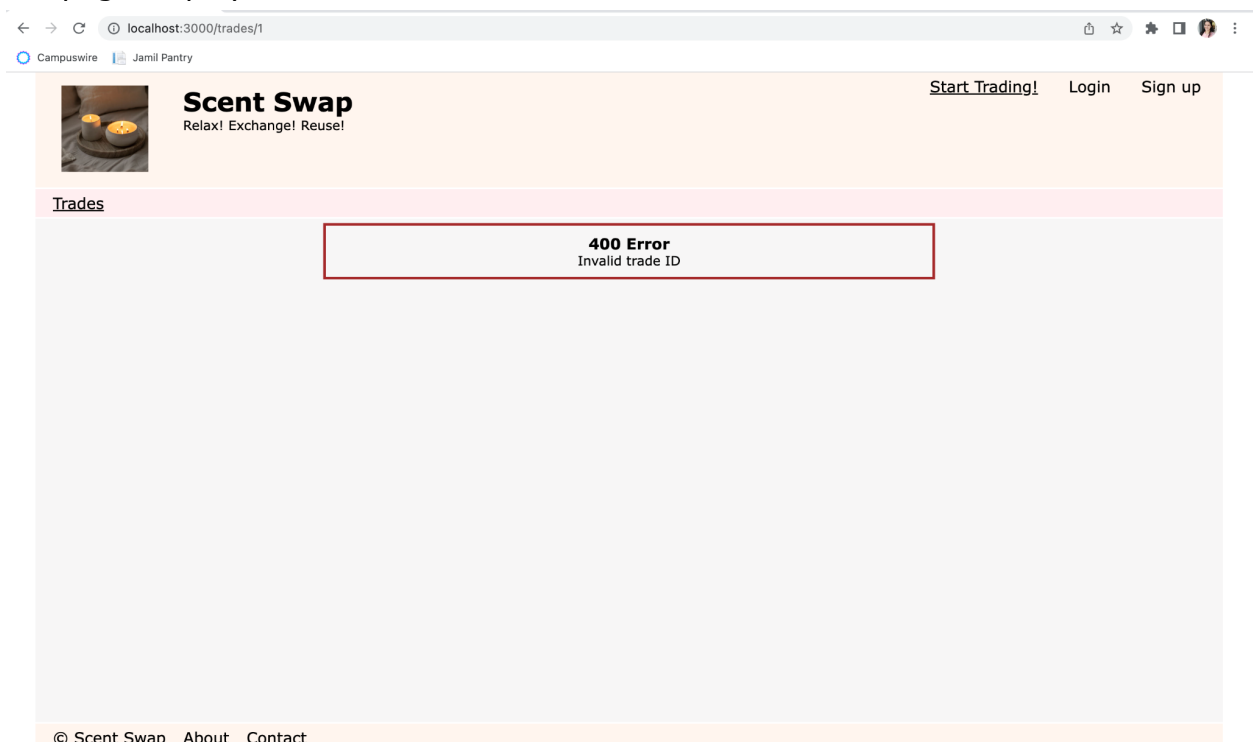 localhost:3000/trades/1
Campuswire Jamil Pantry
Start Trading! Login Sign up
Scent Swap
Relax! Exchange! Reuse!
Trades
400 Error
Invalid trade ID
© Scent Swap About Contact